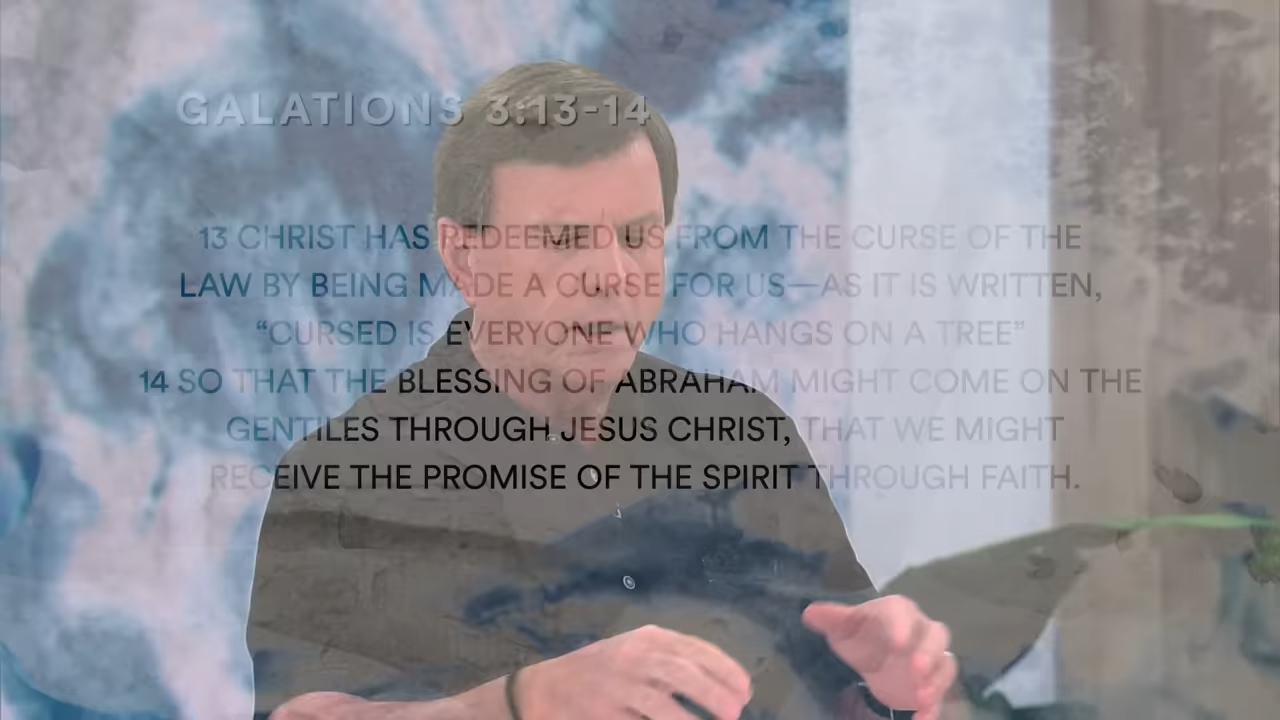 GALATIONS 3:13-14
13 CHRIST HAS REDEEMED US FROM THE CURSE OF THE
LAW BY BEING MADE A CURSE FOR US—AS IT IS WRITTEN,
“CURSED IS EVERYONE WHO HANGS ON A TREE”
14 SO THAT THE BLESSING OF ABRAHAM MIGHT COME ON THE
GENTILES THROUGH JESUS CHRIST, THAT WE MIGHT
RECEIVE THE PROMISE OF THE SPIRIT THROUGH FAITH.